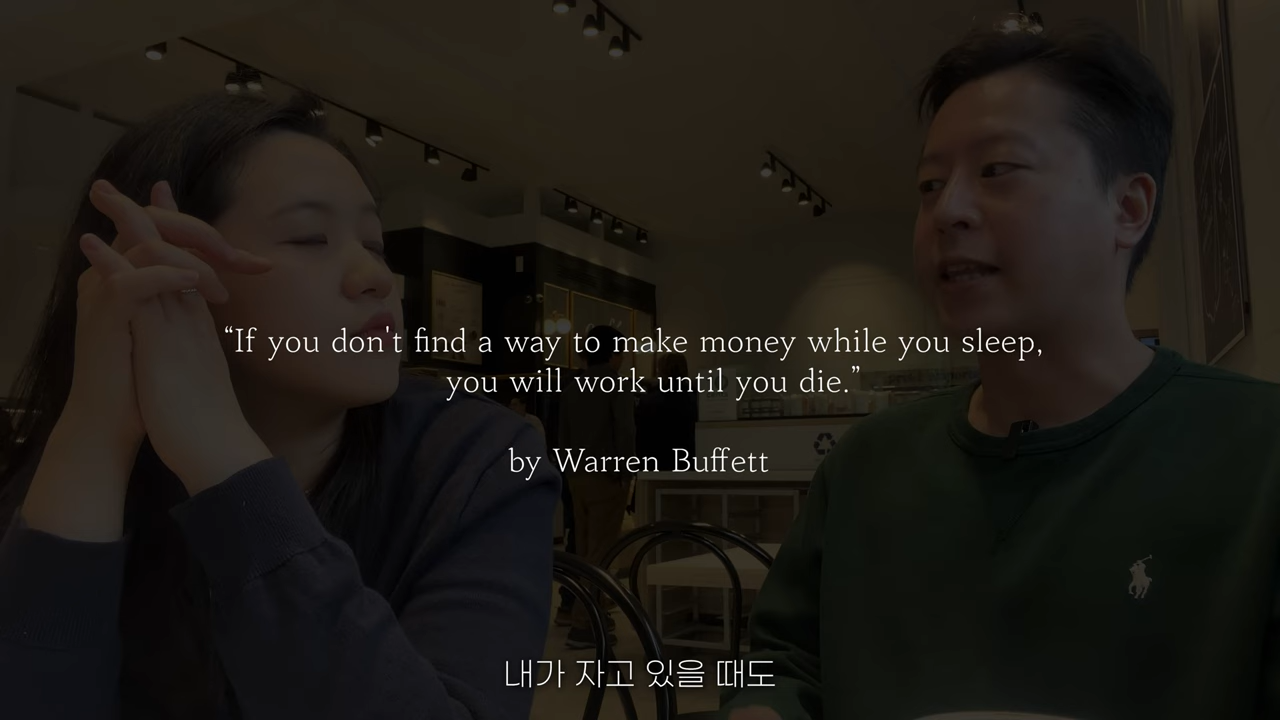 “If you don't find a way to make money while you sleep,
you will work until you die.”
by Warren Buffett
내가 자고 있을 때도